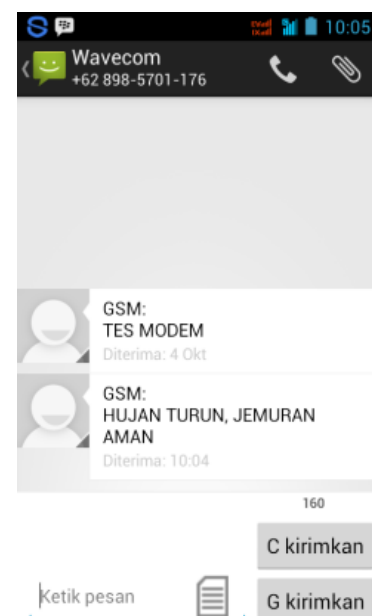 10:05
Wavecom
+62 898-5701-176
GSM:
TES MODEM
Diterima: 4 Okt
GSM:
HUJAN TURUN, JEMURAN
AMAN
Diterima: 10:04
160
C kirimkan
Ketik pesan
G kirimkan